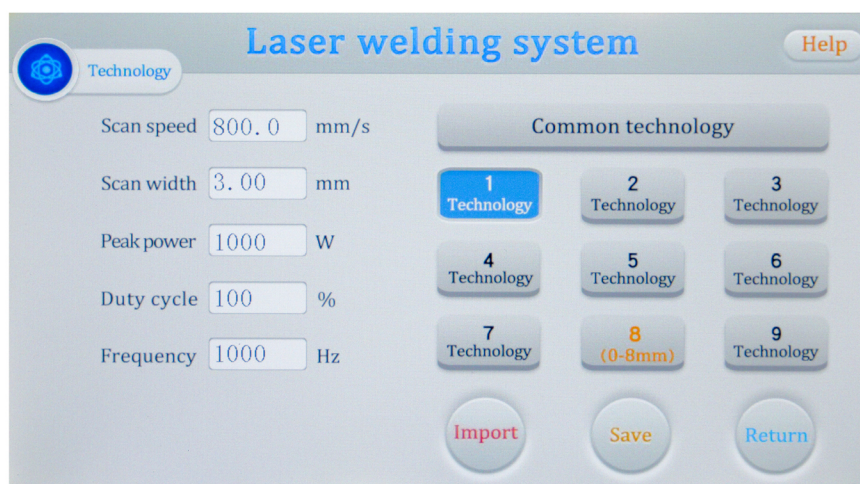 Laser welding system
Help
Technology
Scan speed 800.0 mm/s
Scan width 3.00 mm
Peak power 1000 W
Duty cycle 100 %
Frequency 1000 Hz
Common technology
1
Technology
2
Technology
3
Technology
4
Technology
5
Technology
6
Technology
7
Technology
8
(0-8mm)
9
Technology
Import
Save
Return